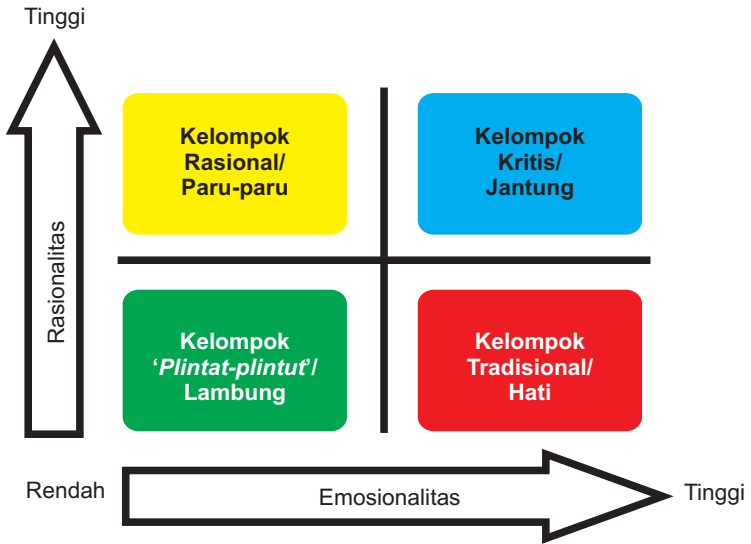 Tinggi
Kelompok
Rasional/
Paru-paru
Kelompok
Kritis/
Jantung
Rasionalitas
Kelompok
‘Plintat-plintut’/
Lambung
Kelompok
Tradisional/
Hati
Rendah
Emosionalitas
Tinggi